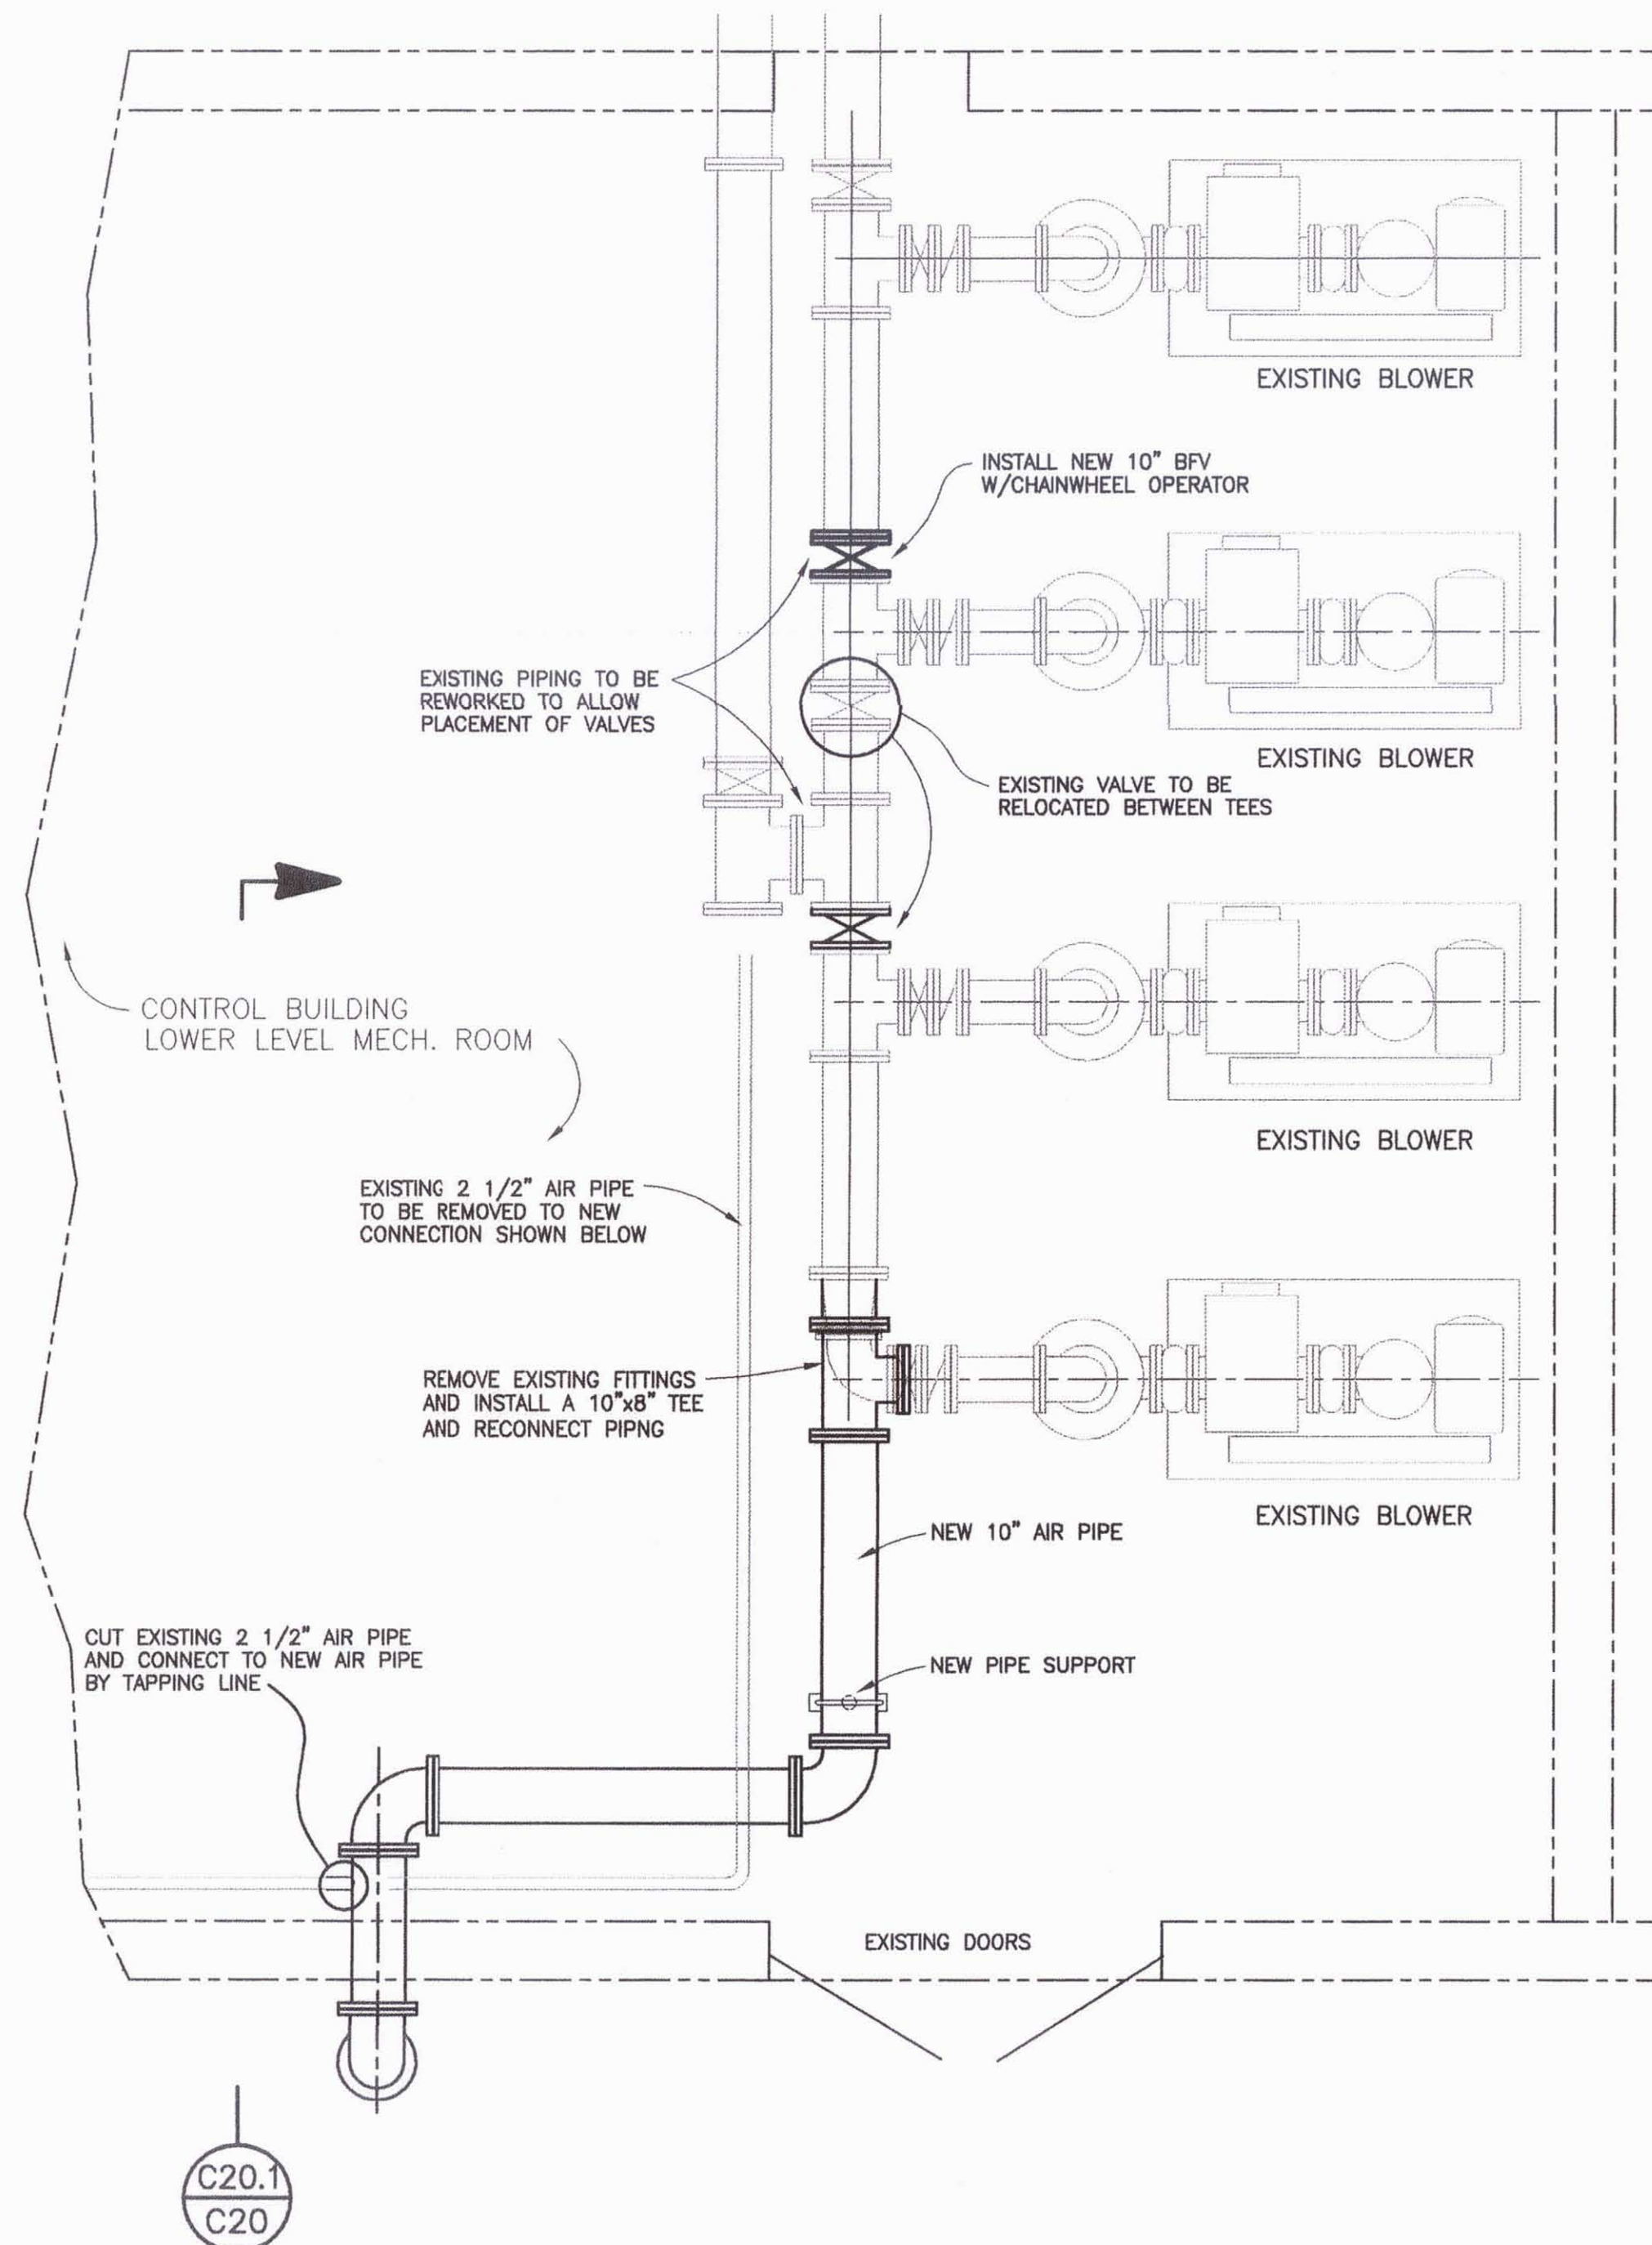 EXISTING BLOWER
INSTALL NEW 10" BFV
W/CHAINWHEEL OPERATOR
EXISTING PIPING TO BE
REWORKED TO ALLOW
PLACEMENT OF VALVES
EXISTING BLOWER
EXISTING VALVE TO BE
RELOCATED BETWEEN TEES
CONTROL BUILDING
LOWER LEVEL MECH. ROOM
EXISTING BLOWER
EXISTING 2 1/2" AIR PIPE
TO BE REMOVED TO NEW
CONNECTION SHOWN BELOW
REMOVE EXISTING FITTINGS
AND INSTALL A 10"x8" TEE
AND RECONNECT PIPNG
EXISTING BLOWER
NEW 10" AIR PIPE
CUT EXISTING 2 1/2" AIR PIPE
AND CONNECT TO NEW AIR PIPE
BY TAPPING LINE
NEW PIPE SUPPORT
EXISTING DOORS
C20.1
C20